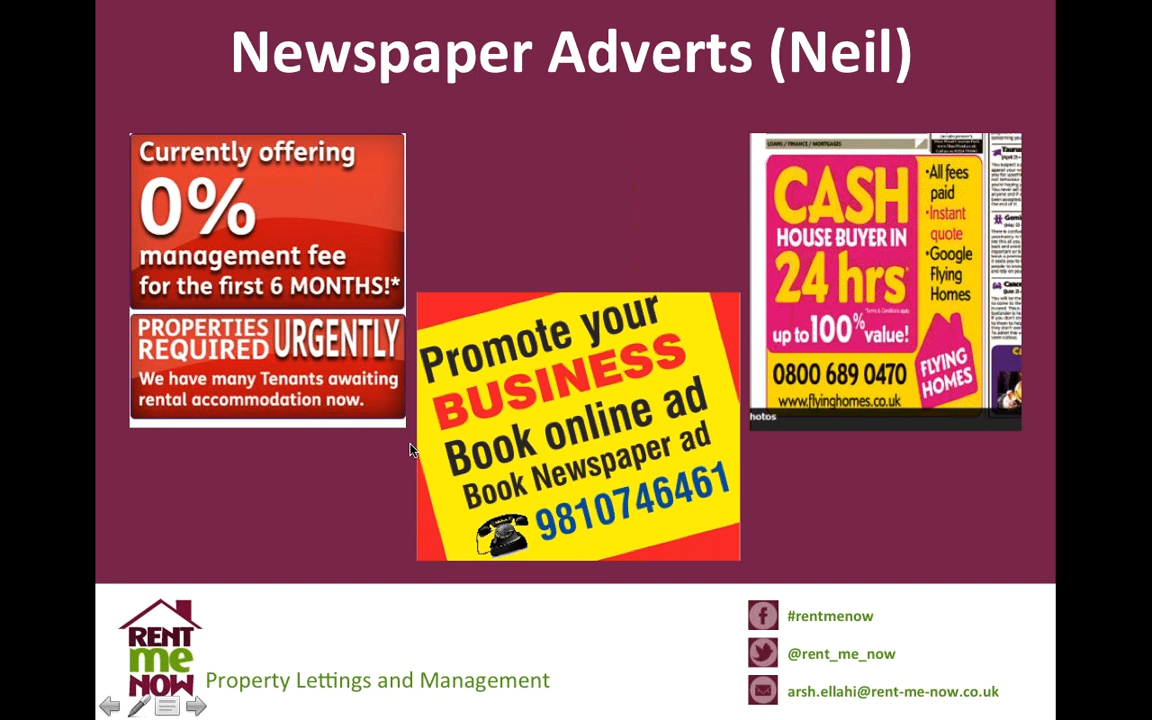 Newspaper Adverts (Neil)
Currently offering
0%
management fee
for the first 6 MONTHS!*
PROPERTIES
REQUIRED URGENTLY
We have many Tenants awaiting
rental accommodation now.
Promote your
BUSINESS
Book online ad
Book Newspaper ad
9810746461
LOANS / FINANCE / MORTGAGES
CASH
HOUSE BUYER IN
24 hrs
*Terms & Conditions apply
up to 100% value!
0800 689 0470
www.flyinghomes.co.uk
•All fees
paid
•Instant
quote
•Google
Flying
Homes
FLYING
HOMES
Taurus
hotos
RENT
me
NOW
Property Lettings and Management
#rentmenow
@rent_me_now
arsh.ellahi@rent-me-now.co.uk